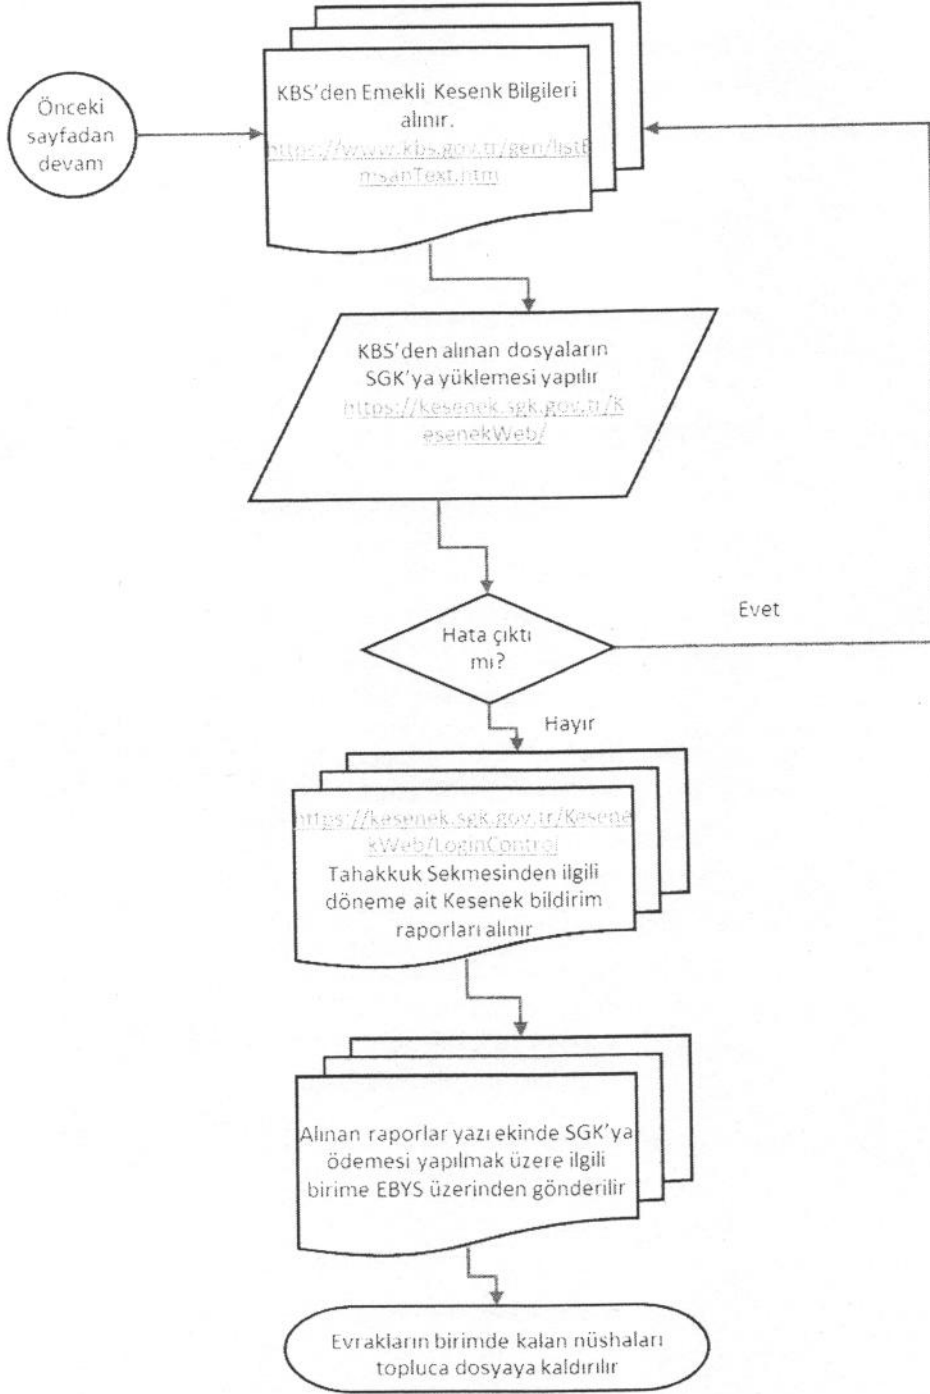 Önceki
sayfadan
devam
KBS'den Emekli Kesenk Bilgileri
alınır.
https://www.kbs.gov.tr/gen/listE
msanText.htm
KBS'den alınan dosyaların
SGK'ya yüklemesi yapılır
https://kesenek.sgk.gov.tr/K
esenekWeb/
Hata çıktı
mı?
Evet
Hayır
https://kesenek.sgk.gov.tr/Kesene
kWeb/LoginControl
Tahakkuk Sekmesinden ilgili
döneme ait Kesenek bildirim
raporları alınır
Alınan raporlar yazı ekinde SGK'ya
ödemesi yapılmak üzere ilgili
birime EBYS üzerinden gönderilir
Evrakların birimde kalan nüshaları
topluca dosyaya kaldırılır